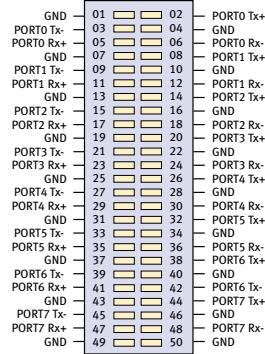 GND 01 02 PORT0 Tx+
PORT0 Tx- 03 04 GND
PORT0 Rx+ 05 06 PORT0 Rx-
GND 07 08 PORT1 Tx+
PORT1 Tx- 09 10 GND
PORT1 Rx+ 11 12 PORT1 Rx-
GND 13 14 PORT2 Tx+
PORT2 Tx- 15 16 GND
PORT2 Rx+ 17 18 PORT2 Rx-
GND 19 20 PORT3 Tx+
PORT3 Tx- 21 22 GND
PORT3 Rx+ 23 24 PORT3 Rx-
GND 25 26 PORT4 Tx+
PORT4 Tx- 27 28 GND
PORT4 Rx+ 29 30 PORT4 Rx-
GND 31 32 PORT5 Tx+
PORT5 Tx- 33 34 GND
PORT5 Rx+ 35 36 PORT5 Rx-
GND 37 38 PORT6 Tx+
PORT6 Tx- 39 40 GND
PORT6 Rx+ 41 42 PORT6 Tx-
GND 43 44 PORT7 Tx+
PORT7 Tx- 45 46 GND
PORT7 Rx+ 47 48 PORT7 Rx-
GND 49 50 GND